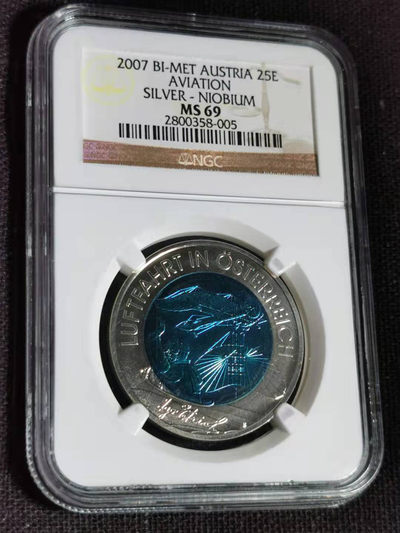 2007 BI-MET AUSTRIA 25E
AVIATION
SILVER - NIOBIUM
MS 69
2800358-005
NGC
LUFTFAHRT IN ÖSTERREICH